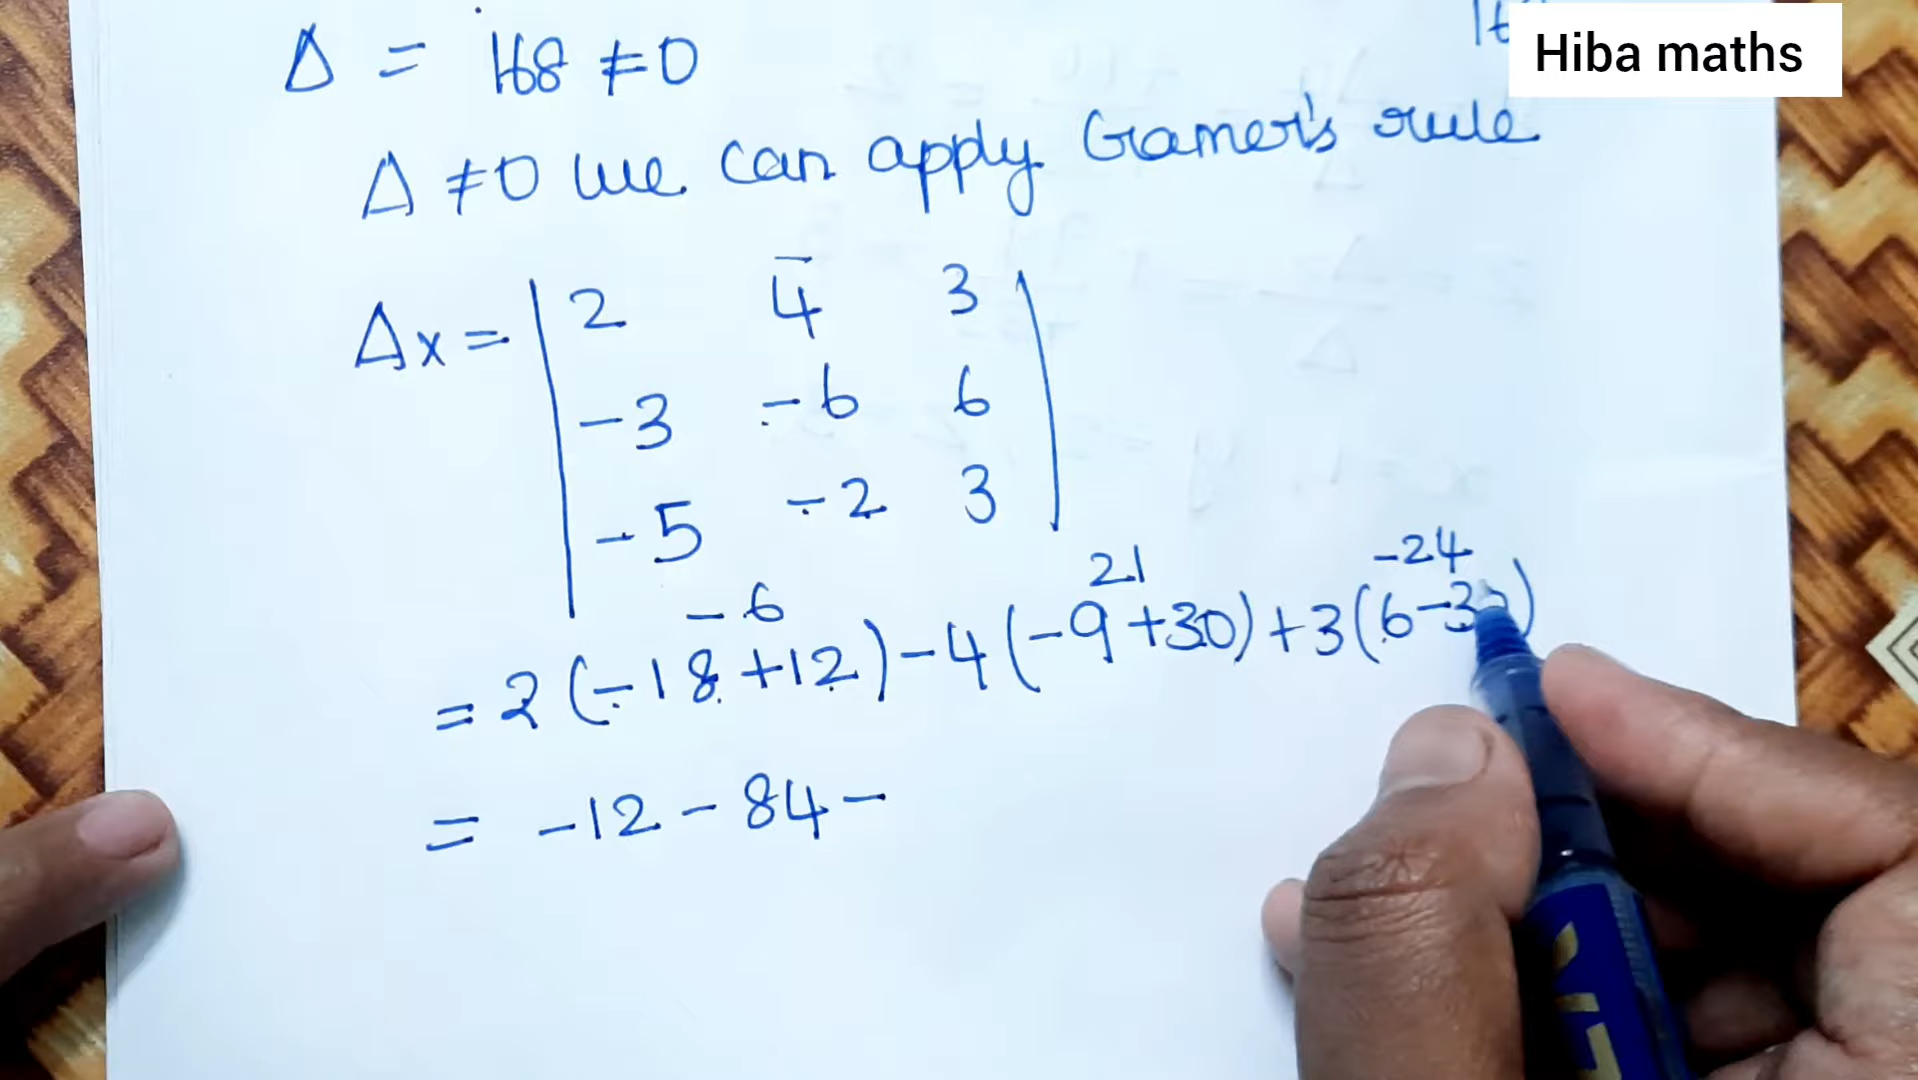 Hiba maths
Δ = 168 ≠ 0
Δ ≠ 0 we can apply Cramer's rule
Δx = | 2 4 3 |
| -3 -6 6 |
| -5 -2 3 |
-6 21 -24
= 2 (-18 + 12) - 4 (-9 + 30) + 3 (6 - 30)
= -12 - 84 -